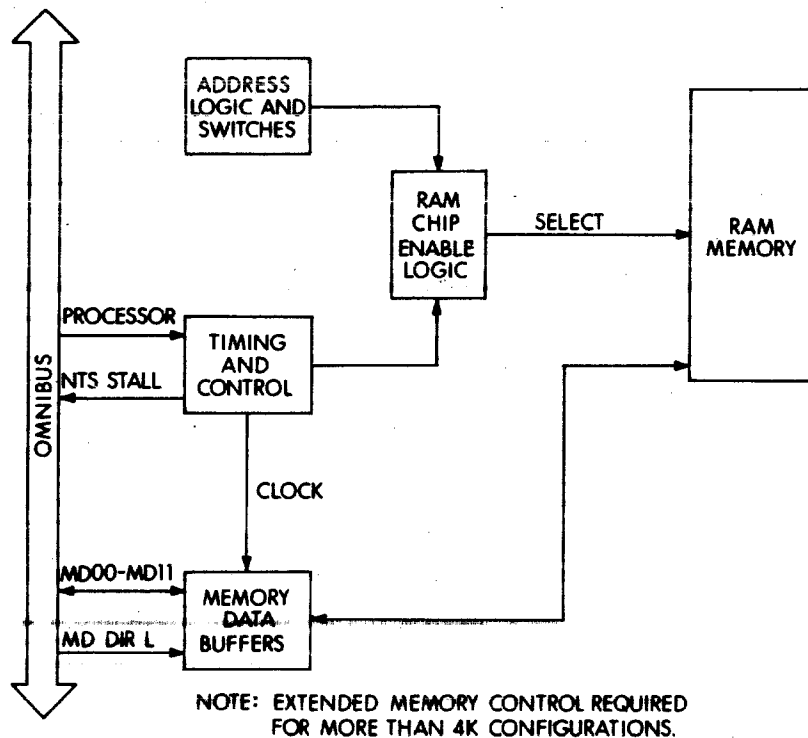 ADDRESS
LOGIC AND
SWITCHES
RAM
CHIP
ENABLE
LOGIC
SELECT
RAM
MEMORY
OMNIBUS
PROCESSOR
NTS STALL
TIMING
AND
CONTROL
CLOCK
MD00-MD11
MD DIR L
MEMORY
DATA
BUFFERS
NOTE: EXTENDED MEMORY CONTROL REQUIRED
FOR MORE THAN 4K CONFIGURATIONS.